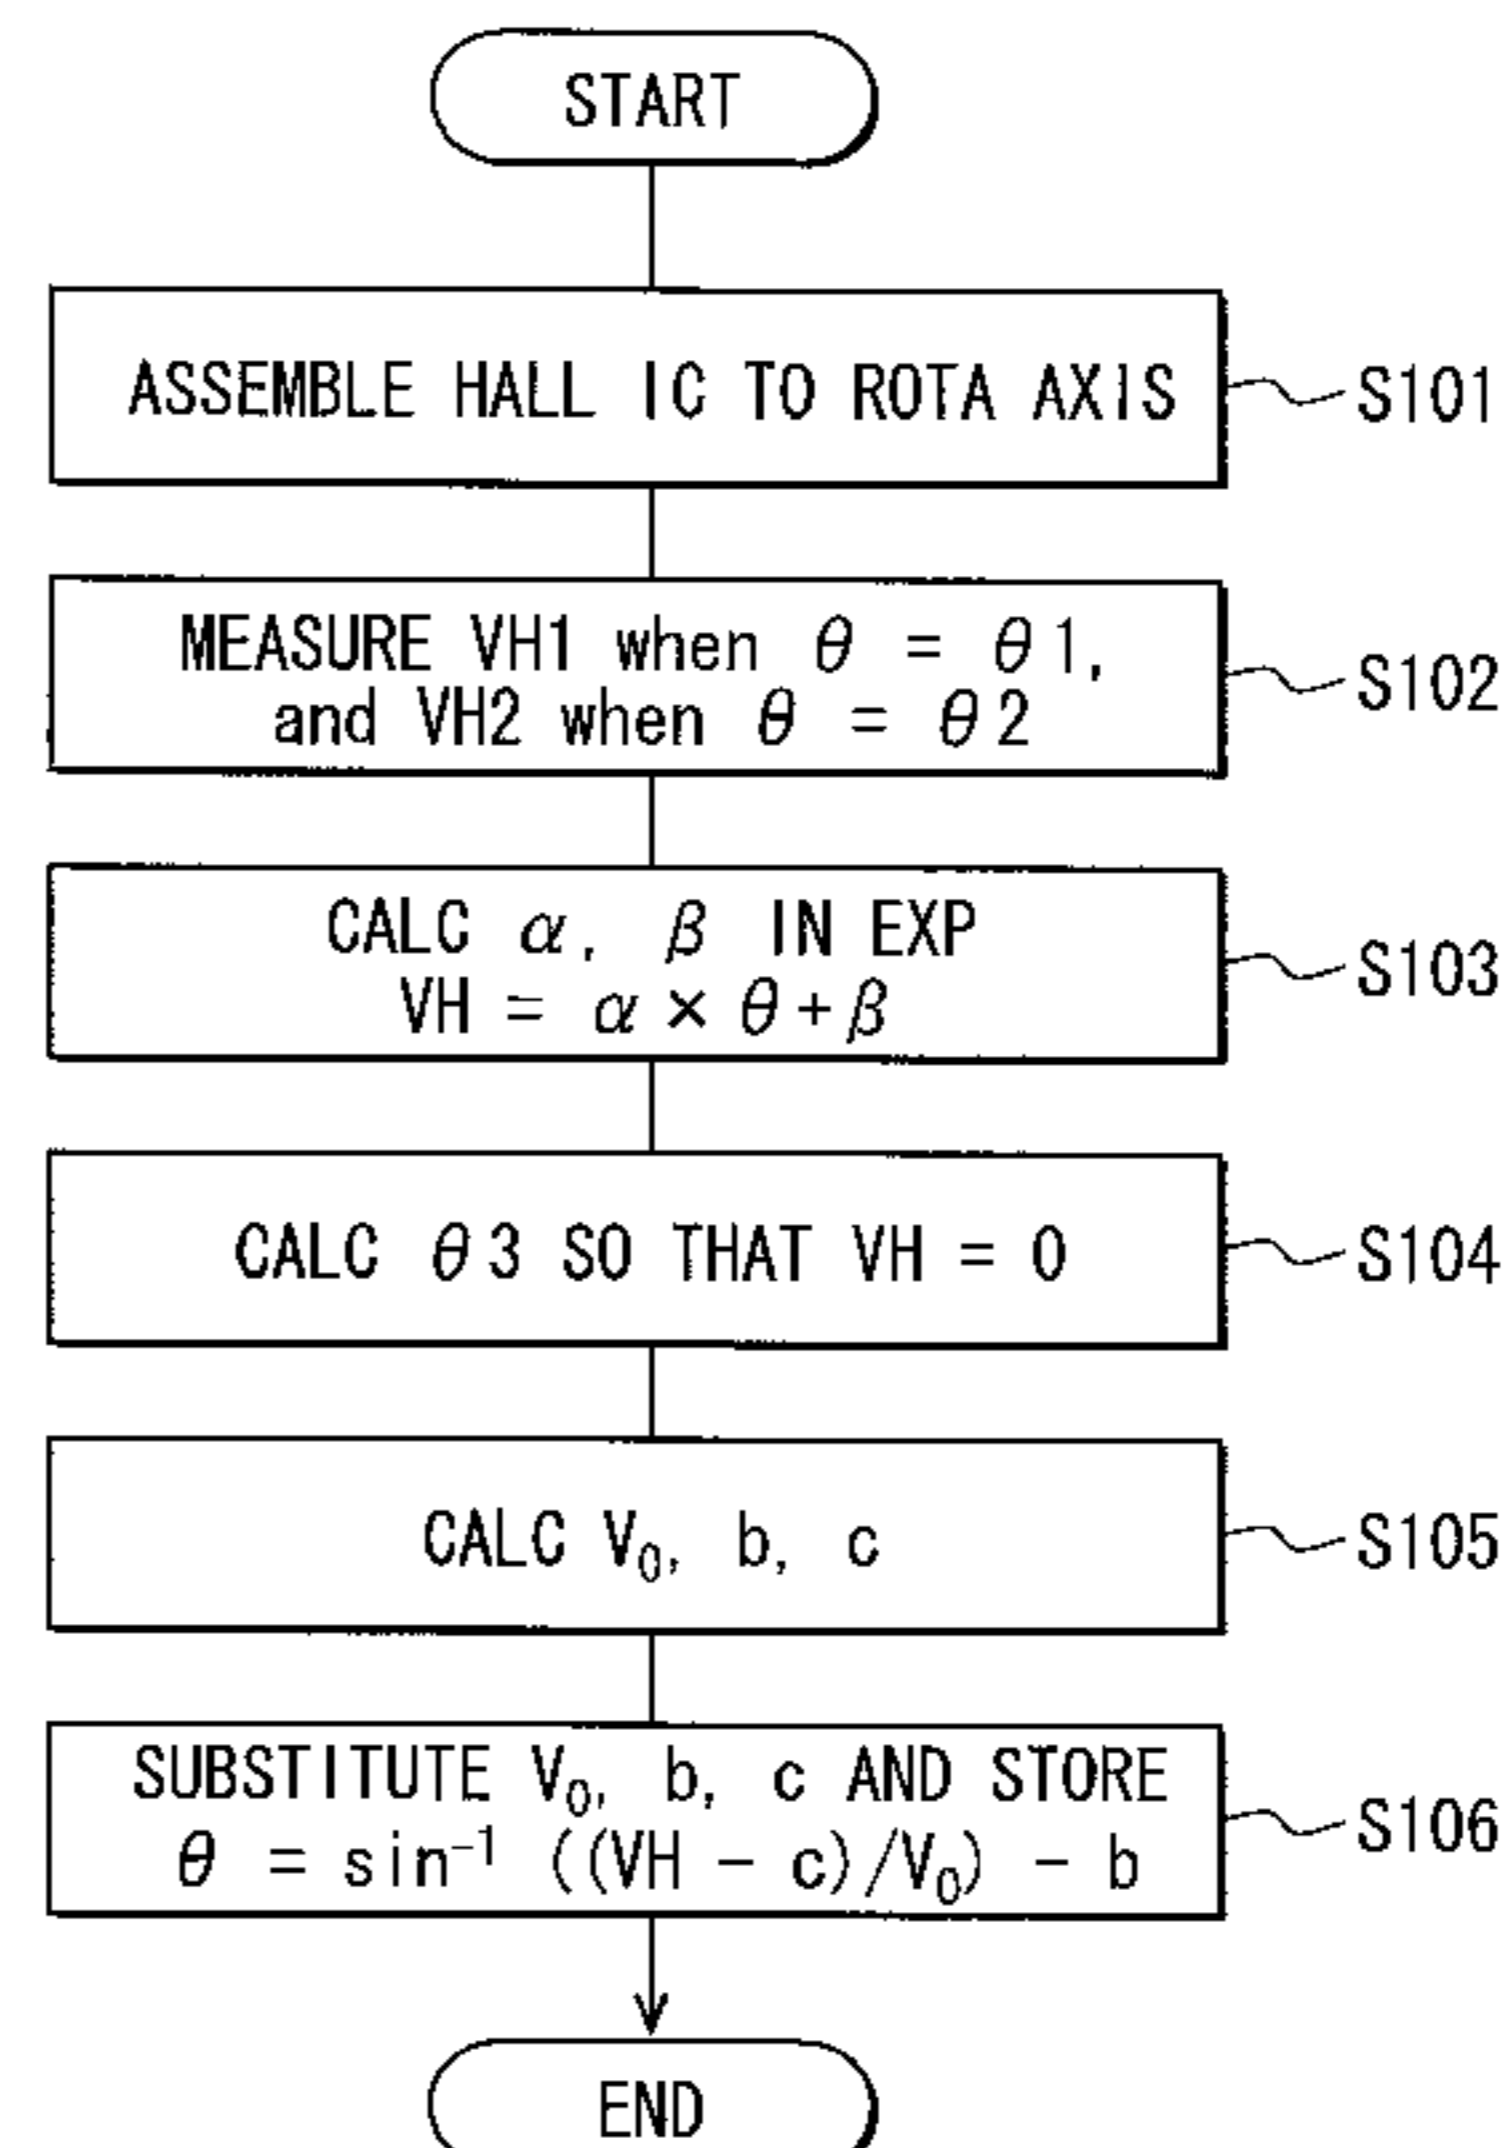 START
ASSEMBLE HALL IC TO ROTA AXIS
S101
MEASURE VH1 when θ = θ1,
and VH2 when θ = θ2
S102
CALC α, β IN EXP
VH = α × θ + β
S103
CALC θ3 SO THAT VH = 0
S104
CALC V₀, b, c
S105
SUBSTITUTE V₀, b, c AND STORE
θ = sin⁻¹ ((VH − c)/V₀) − b
S106
END